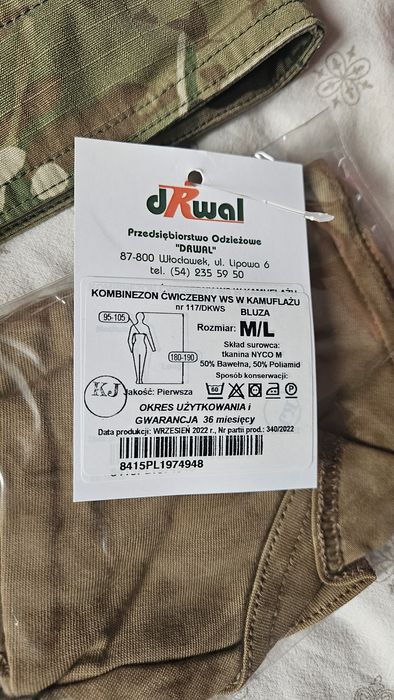 dRwal
Przedsiębiorstwo Odzieżowe
"DRWAL"
87-800 Włocławek, ul. Lipowa 6
tel. (54) 235 59 50
KOMBINEZON ĆWICZEBNY WS W KAMUFLAŻU
nr 117/DKWS
BLUZA
95-105
Rozmiar: M/L
Skład surowca:
tkanina NYCO M
180-190
50% Bawełna, 50% Poliamid
Sposób konserwacji:
KJ
Jakość: Pierwsza
60
OKRES UŻYTKOWANIA i
GWARANCJA 36 miesięcy
Data produkcji: WRZESIEŃ 2022 r., Nr partii prod.: 340/2022
8415PL1974948